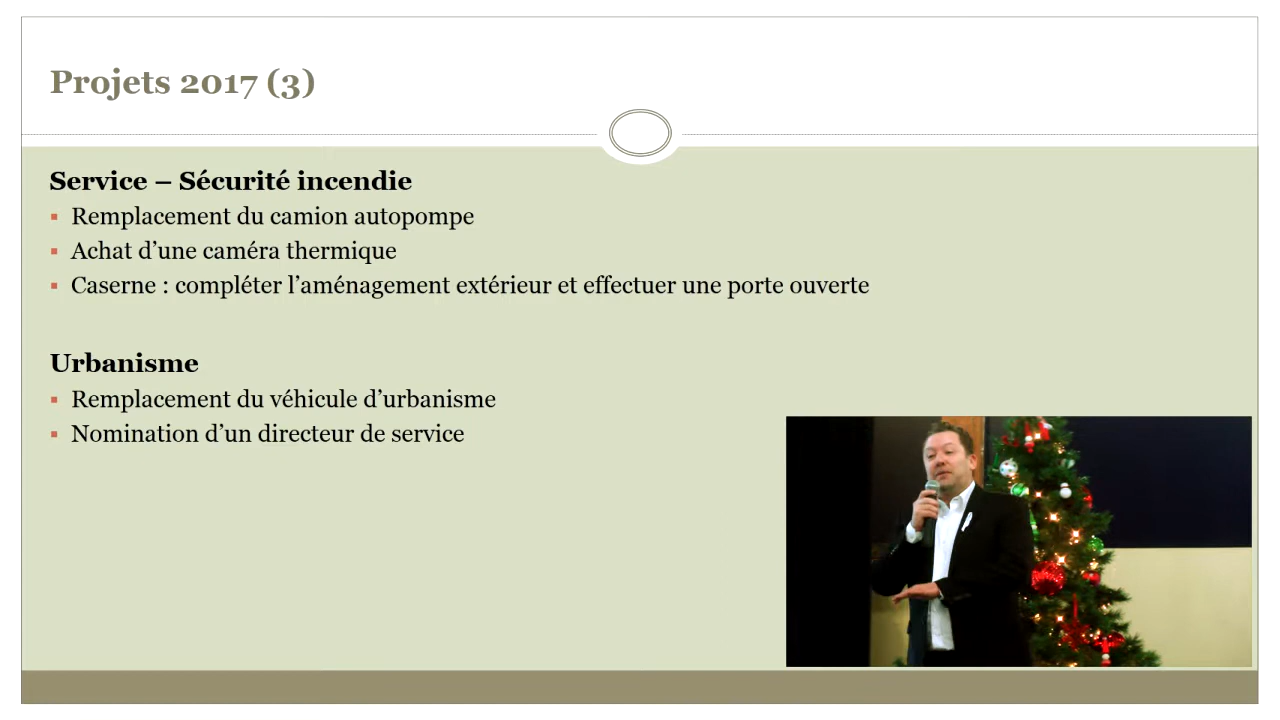 Projets 2017 (3)
Service – Sécurité incendie
Remplacement du camion autopompe
Achat d’une caméra thermique
Caserne : compléter l’aménagement extérieur et effectuer une porte ouverte
Urbanisme
Remplacement du véhicule d’urbanisme
Nomination d’un directeur de service